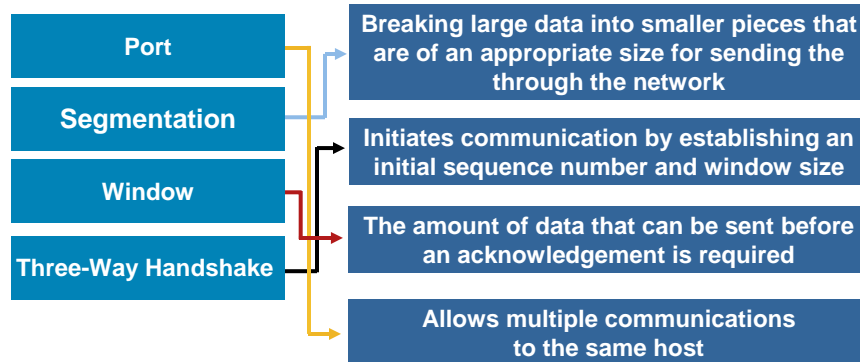 Port
Segmentation
Window
Three-Way Handshake
Breaking large data into smaller pieces that
are of an appropriate size for sending the
through the network
Initiates communication by establishing an
initial sequence number and window size
The amount of data that can be sent before
an acknowledgement is required
Allows multiple communications
to the same host